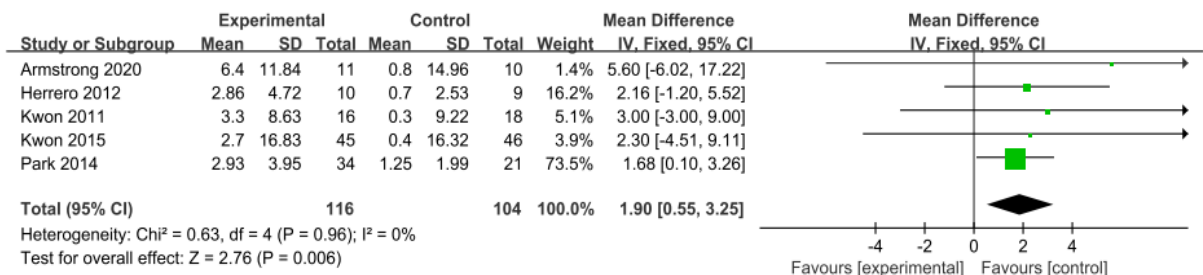 Experimental Control Mean Difference Mean Difference
Study or Subgroup Mean SD Total Mean SD Total Weight IV, Fixed, 95% CI IV, Fixed, 95% CI
Armstrong 2020 6.4 11.84 11 0.8 14.96 10 1.4% 5.60 [-6.02, 17.22]
Herrero 2012 2.86 4.72 10 0.7 2.53 9 16.2% 2.16 [-1.20, 5.52]
Kwon 2011 3.3 8.63 16 0.3 9.22 18 5.1% 3.00 [-3.00, 9.00]
Kwon 2015 2.7 16.83 45 0.4 16.32 46 3.9% 2.30 [-4.51, 9.11]
Park 2014 2.93 3.95 34 1.25 1.99 21 73.5% 1.68 [0.10, 3.26]
Total (95% CI) 116 104 100.0% 1.90 [0.55, 3.25]
Heterogeneity: Chi² = 0.63, df = 4 (P = 0.96); I² = 0%
Test for overall effect: Z = 2.76 (P = 0.006)
-4 -2 0 2 4
Favours [experimental] Favours [control]